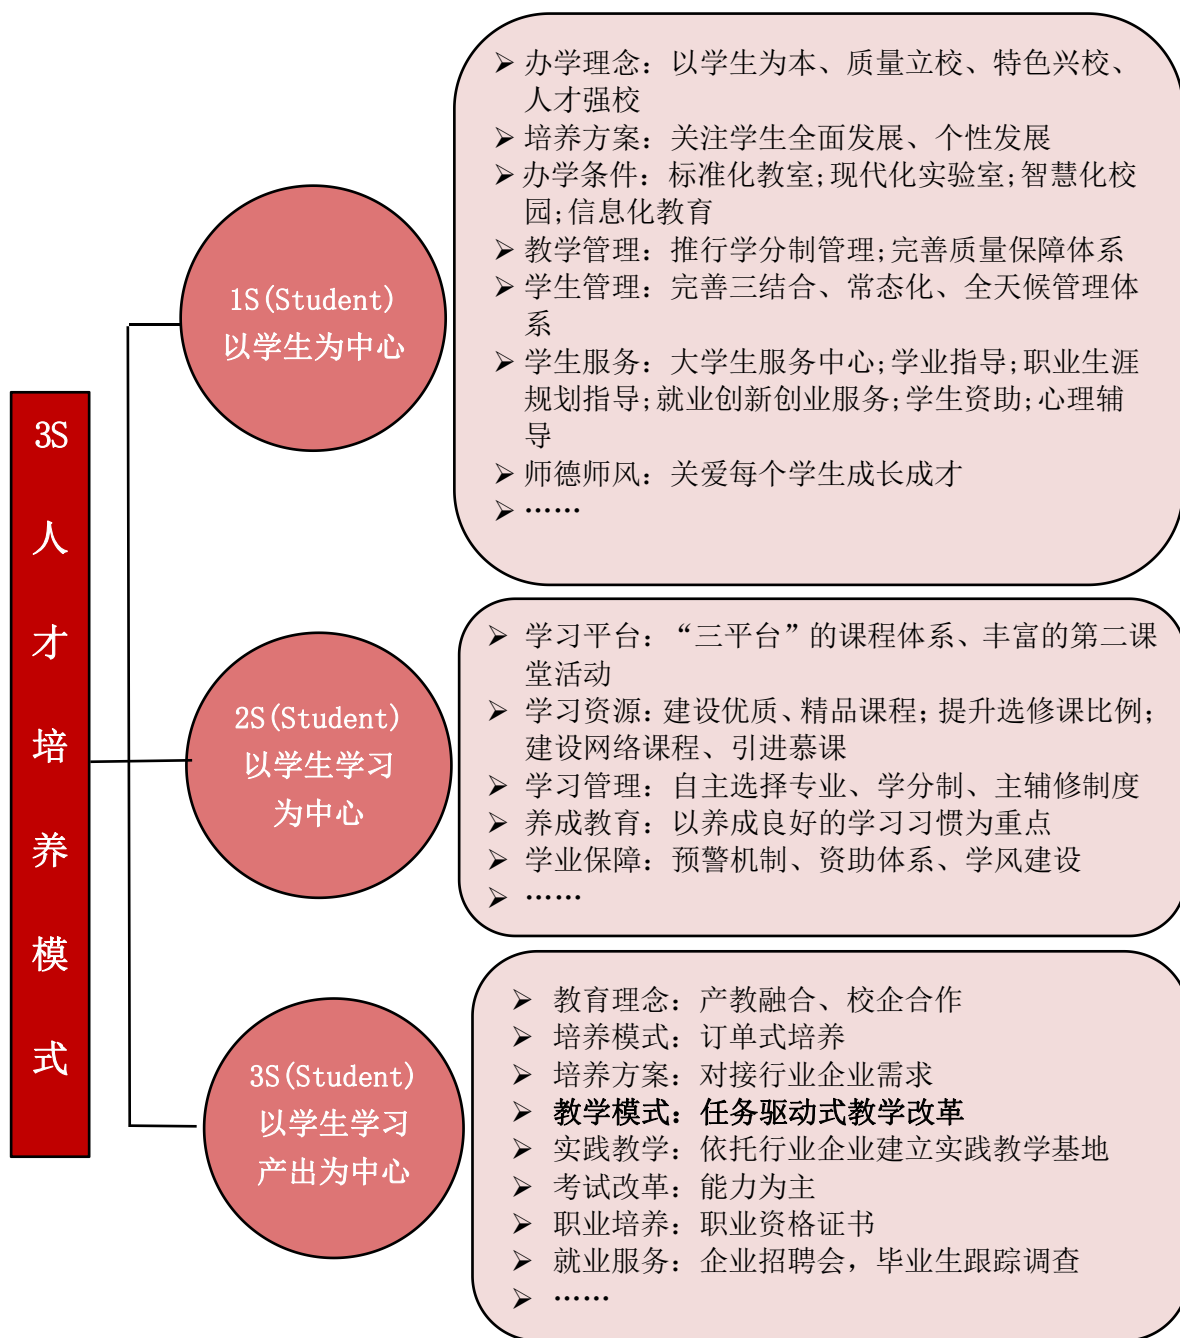 3S
人
才
培
养
模
式
1S(Student)
以学生为中心
➢ 办学理念：以学生为本、质量立校、特色兴校、
人才强校
➢ 培养方案：关注学生全面发展、个性发展
➢ 办学条件：标准化教室;现代化实验室;智慧化校
园;信息化教育
➢ 教学管理：推行学分制管理;完善质量保障体系
➢ 学生管理：完善三结合、常态化、全天候管理体
系
➢ 学生服务：大学生服务中心;学业指导;职业生涯
规划指导;就业创新创业服务;学生资助;心理辅
导
➢ 师德师风：关爱每个学生成长成才
➢ ……
2S(Student)
以学生学习
为中心
➢ 学习平台：“三平台”的课程体系、丰富的第二课
堂活动
➢ 学习资源：建设优质、精品课程；提升选修课比例；
建设网络课程、引进慕课
➢ 学习管理：自主选择专业、学分制、主辅修制度
➢ 养成教育：以养成良好的学习习惯为重点
➢ 学业保障：预警机制、资助体系、学风建设
➢ ……
3S(Student)
以学生学习
产出为中心
➢ 教育理念：产教融合、校企合作
➢ 培养模式：订单式培养
➢ 培养方案：对接行业企业需求
➢ 教学模式：任务驱动式教学改革
➢ 实践教学：依托行业企业建立实践教学基地
➢ 考试改革：能力为主
➢ 职业培养：职业资格证书
➢ 就业服务：企业招聘会，毕业生跟踪调查
➢ ……